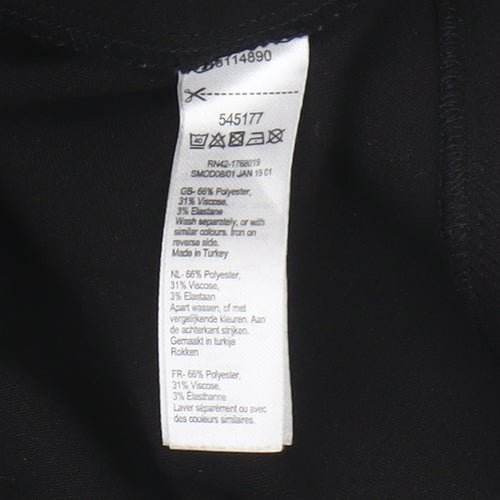 545177
40
SMOD08/01 JAN 19 01
GB- 66% Polyester,
31% Viscose,
3% Elastane
Wash separately, or with
similar colours. Iron on
reverse side.
Made in Turkey
NL- 66% Polyester,
31% Viscose,
3% Elastaan
Apart wassen, of met
vergelijkende kleuren. Aan
de achterkant strijken.
Gemaakt in turkije
Rokken
FR- 66% Polyester,
31% Viscose,
3% Élasthanne
Laver séparément ou avec
des couleurs similaires.